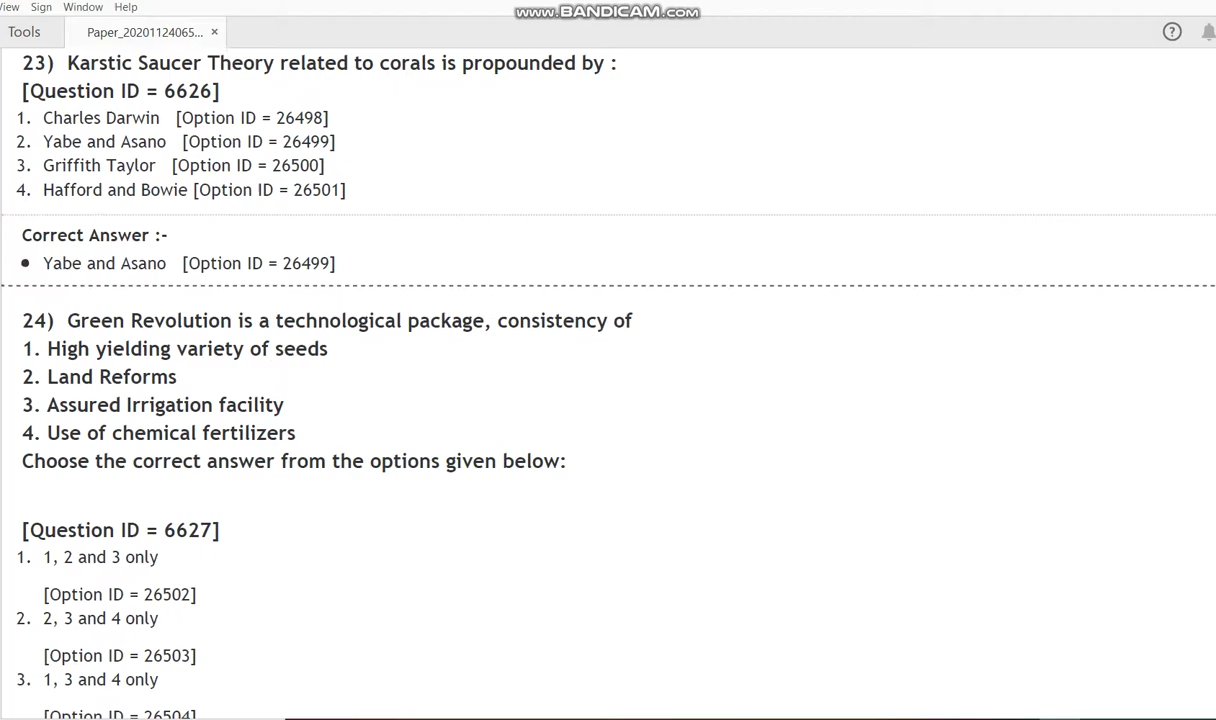 View Sign Window Help
www.BANDICAM.com
Tools Paper_20201124065... × ?
23) Karstic Saucer Theory related to corals is propounded by :
[Question ID = 6626]
1. Charles Darwin [Option ID = 26498]
2. Yabe and Asano [Option ID = 26499]
3. Griffith Taylor [Option ID = 26500]
4. Hafford and Bowie [Option ID = 26501]
Correct Answer :-
● Yabe and Asano [Option ID = 26499]
24) Green Revolution is a technological package, consistency of
1. High yielding variety of seeds
2. Land Reforms
3. Assured Irrigation facility
4. Use of chemical fertilizers
Choose the correct answer from the options given below:
[Question ID = 6627]
1. 1, 2 and 3 only
[Option ID = 26502]
2. 2, 3 and 4 only
[Option ID = 26503]
3. 1, 3 and 4 only
[Option ID = 26504]